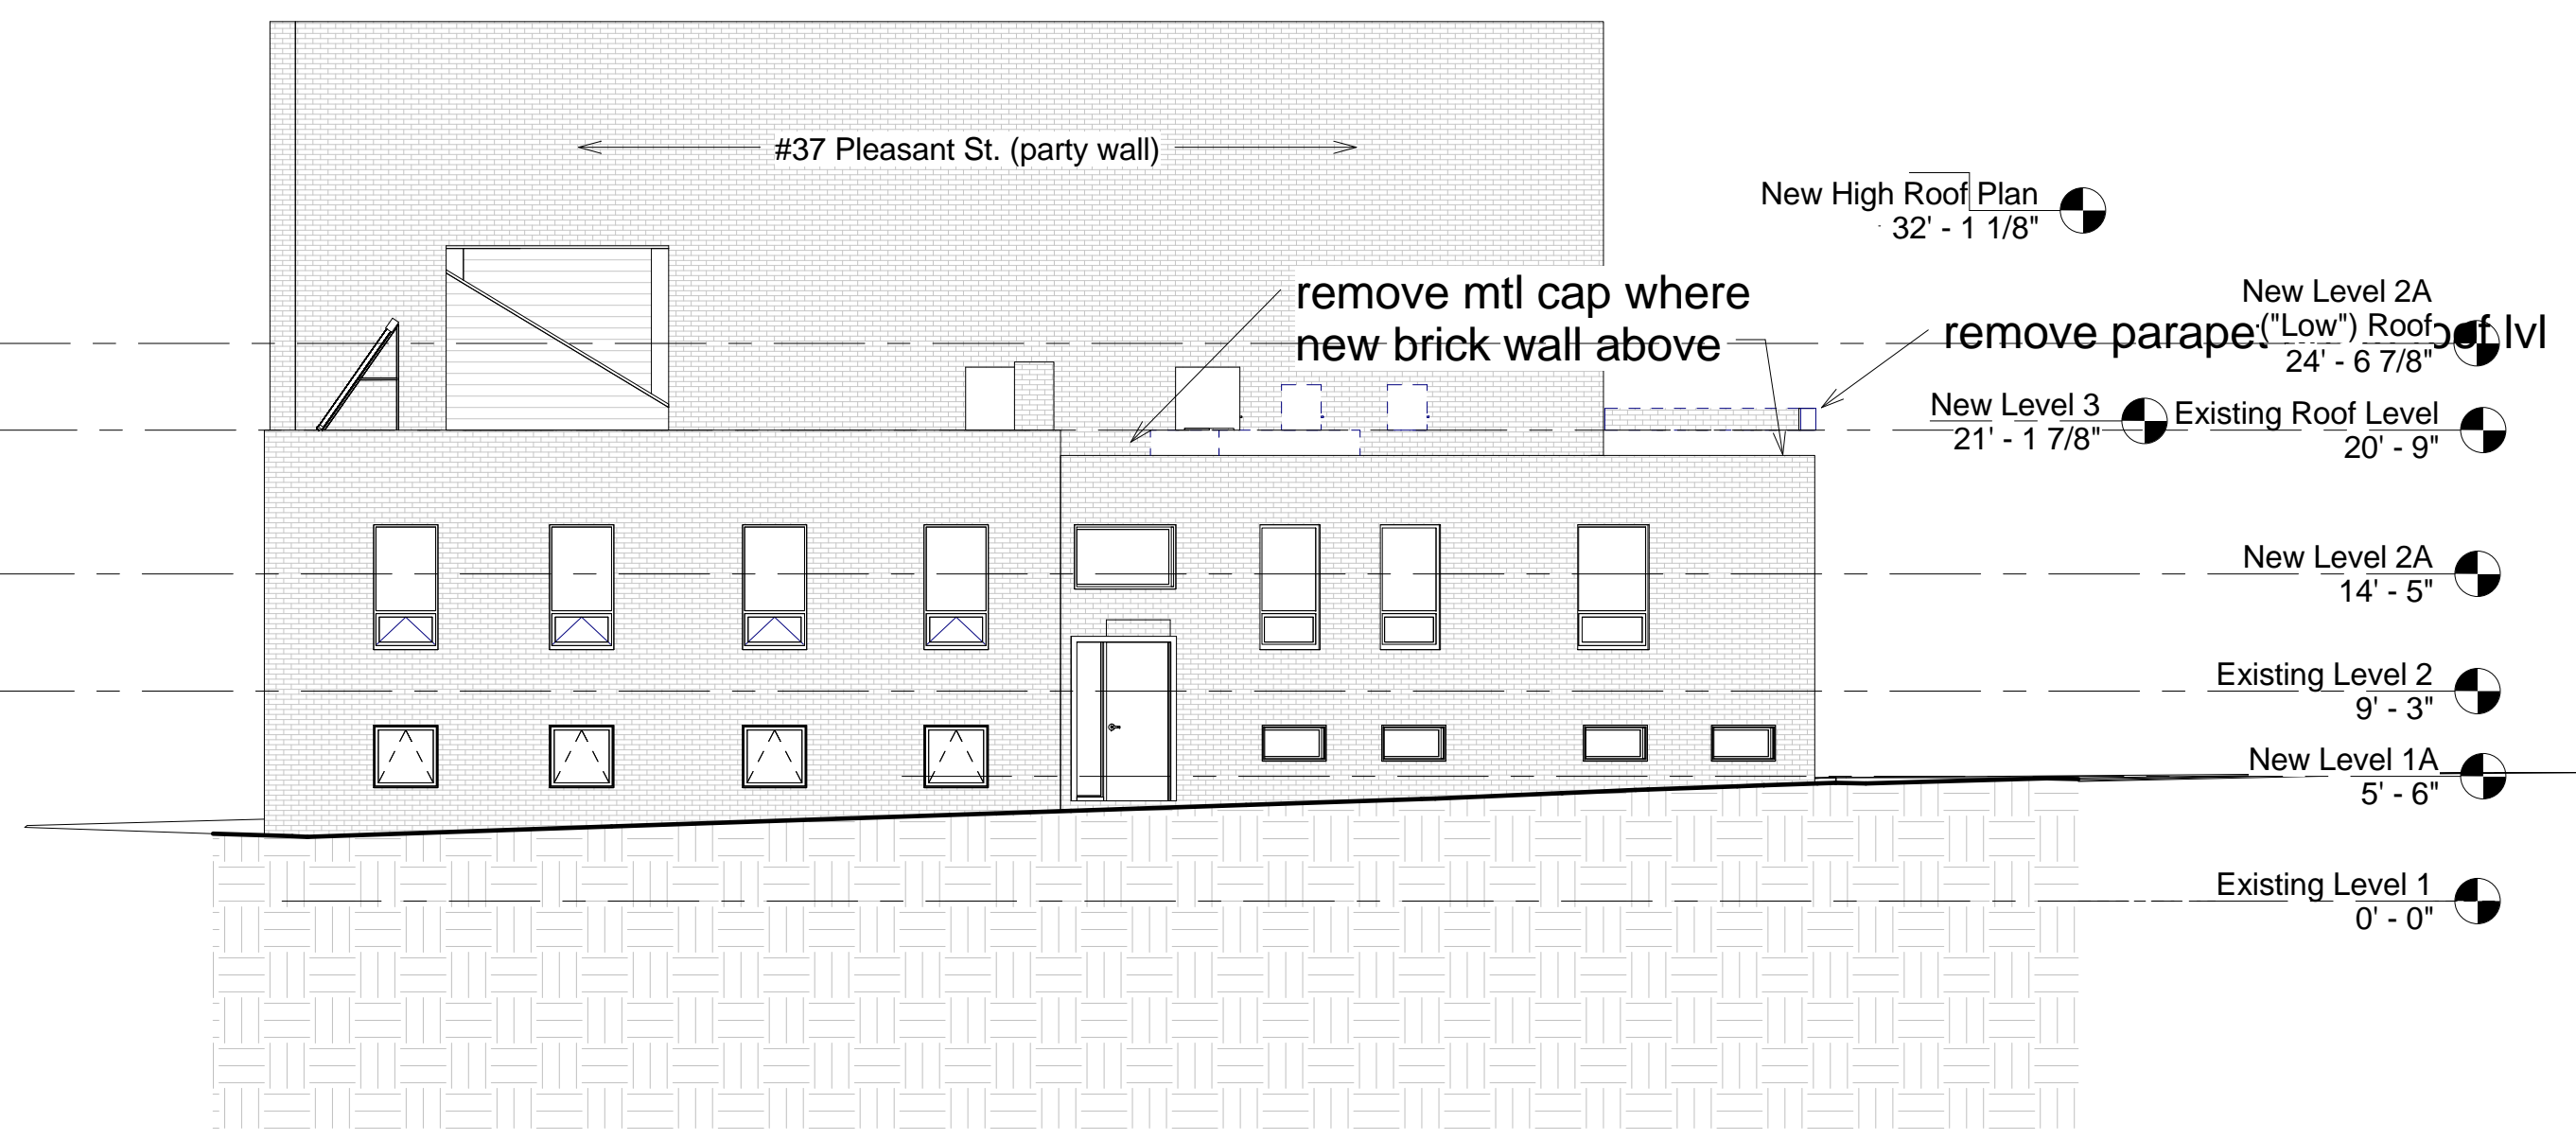 #37 Pleasant St. (party wall)
New High Roof Plan
32' - 1 1/8"
remove mtl cap where
new brick wall above
New Level 2A
("Low") Roof
24' - 6 7/8"
remove lvl
New Level 3
21' - 1 7/8"
Existing Roof Level
20' - 9"
New Level 2A
14' - 5"
Existing Level 2
9' - 3"
New Level 1A
5' - 6"
Existing Level 1
0' - 0"